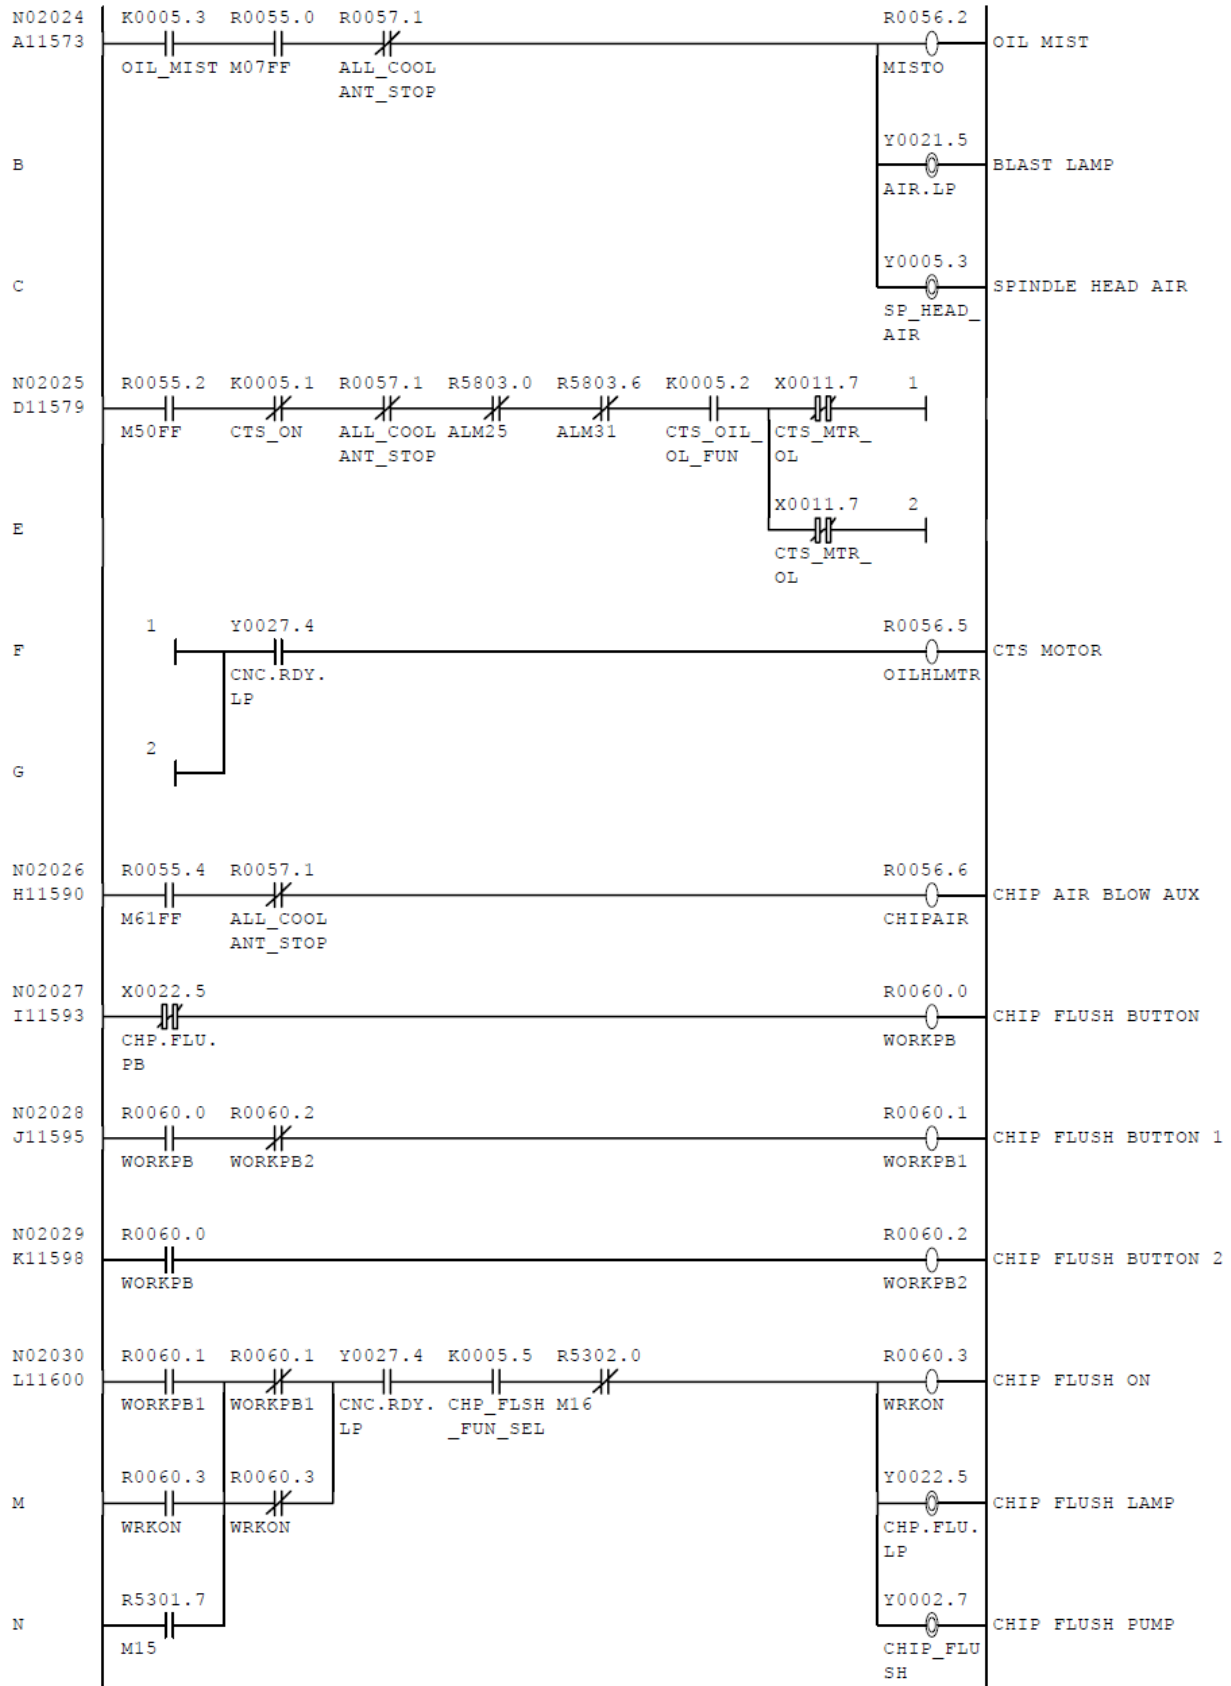 N02024 K0005.3 R0055.0 R0057.1 R0056.2
A11573 OIL MIST
OIL_MIST M07FF ALL_COOL MISTO
ANT_STOP
Y0021.5
B BLAST LAMP
AIR.LP
Y0005.3
C SPINDLE HEAD AIR
SP_HEAD_
AIR
N02025 R0055.2 K0005.1 R0057.1 R5803.0 R5803.6 K0005.2 X0011.7 1
D11579
M50FF CTS_ON ALL_COOL ALM25 ALM31 CTS_OIL_ CTS_MTR_
ANT_STOP OL_FUN OL
X0011.7 2
E
CTS_MTR_
OL
1 Y0027.4 R0056.5
F CTS MOTOR
CNC.RDY. OILHLMTR
LP
2
G
N02026 R0055.4 R0057.1 R0056.6
H11590 CHIP AIR BLOW AUX
M61FF ALL_COOL CHIPAIR
ANT_STOP
N02027 X0022.5 R0060.0
I11593 CHIP FLUSH BUTTON
CHP.FLU. WORKPB
PB
N02028 R0060.0 R0060.2 R0060.1
J11595 CHIP FLUSH BUTTON 1
WORKPB WORKPB2 WORKPB1
N02029 R0060.0 R0060.2
K11598 CHIP FLUSH BUTTON 2
WORKPB WORKPB2
N02030 R0060.1 R0060.1 Y0027.4 K0005.5 R5302.0 R0060.3
L11600 CHIP FLUSH ON
WORKPB1 WORKPB1 CNC.RDY. CHP_FLSH M16 WRKON
LP _FUN_SEL
R0060.3 R0060.3 Y0022.5
M CHIP FLUSH LAMP
WRKON WRKON CHP.FLU.
LP
R5301.7 Y0002.7
N CHIP FLUSH PUMP
M15 CHIP_FLU
SH